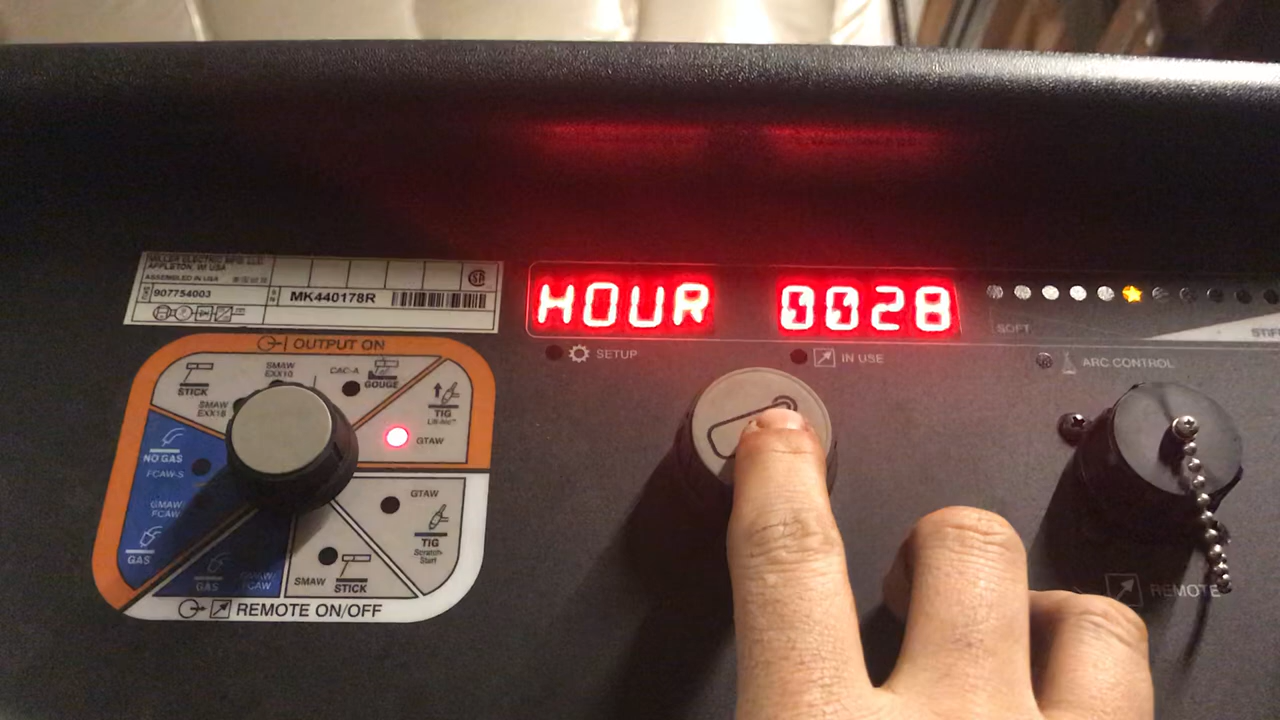 MILLER ELECTRIC MFG. LLC
APPLETON, WI USA
ASSEMBLED IN USA
907754003
MK440178R
HOUR 0028
SETUP
IN USE
SOFT
STIFF
ARC CONTROL
OUTPUT ON
STICK
SMAW
EXX10
CAC-A
GOUGE
SMAW
EXX18
TIG
Lift-Arc™
GTAW
NO GAS
FCAW-S
GMAW
FCAW
GAS
GTAW
TIG
Scratch-
Start
SMAW
STICK
GAS
GMAW/
FCAW
REMOTE ON/OFF
REMOTE